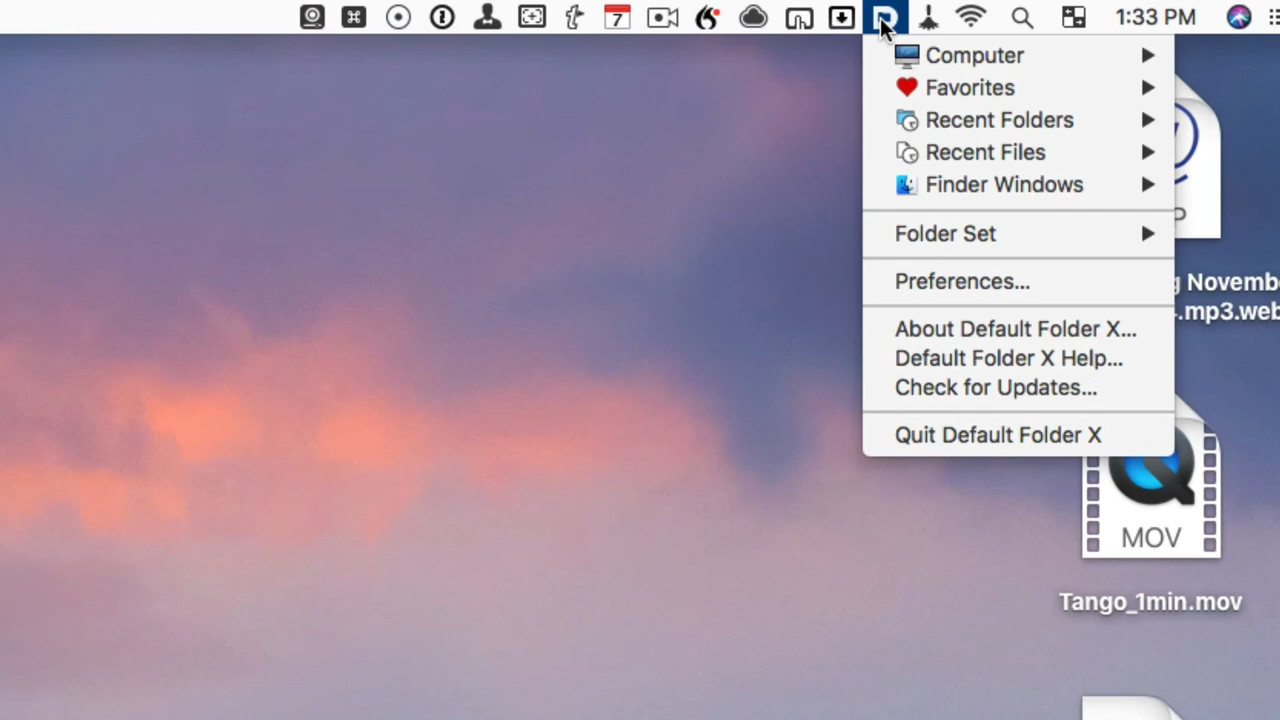 7
1:33 PM
Computer
Favorites
Recent Folders
Recent Files
Finder Windows
Folder Set
Preferences...
About Default Folder X...
Default Folder X Help...
Check for Updates...
Quit Default Folder X
Novemb
.mp3.web
MOV
Tango_1min.mov